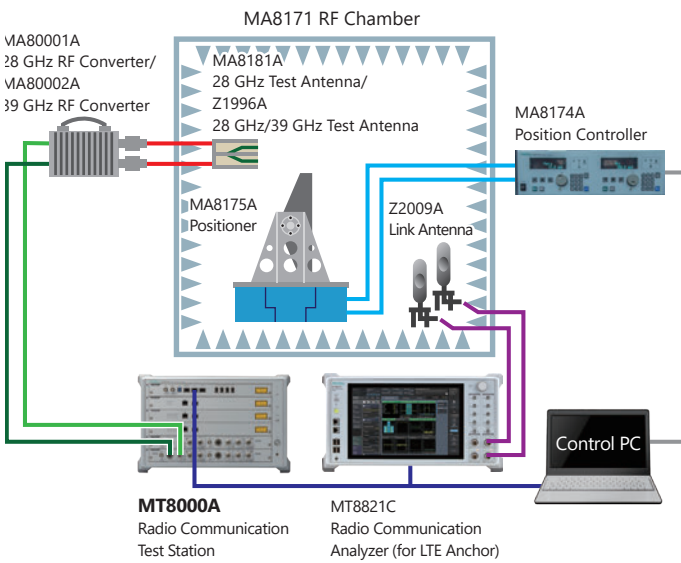 MA8171 RF Chamber
MA80001A
28 GHz RF Converter/
MA80002A
39 GHz RF Converter
MA8181A
28 GHz Test Antenna/
Z1996A
28 GHz/39 GHz Test Antenna
MA8174A
Position Controller
MA8175A
Positioner
Z2009A
Link Antenna
Control PC
MT8000A
Radio Communication
Test Station
MT8821C
Radio Communication
Analyzer (for LTE Anchor)